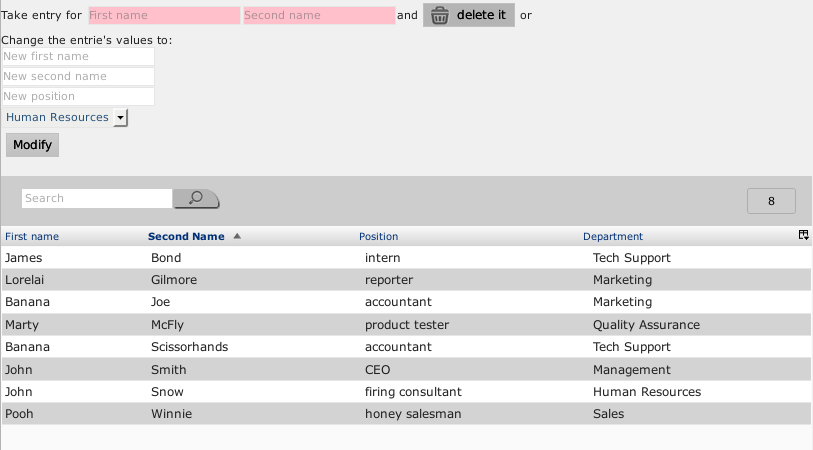 Take entry for First name Second name and delete it or
Change the entrie's values to:
New first name
New second name
New position
Human Resources
Modify
Search 8
First name Second Name Position Department
James Bond intern Tech Support
Lorelai Gilmore reporter Marketing
Banana Joe accountant Marketing
Marty McFly product tester Quality Assurance
Banana Scissorhands accountant Tech Support
John Smith CEO Management
John Snow firing consultant Human Resources
Pooh Winnie honey salesman Sales